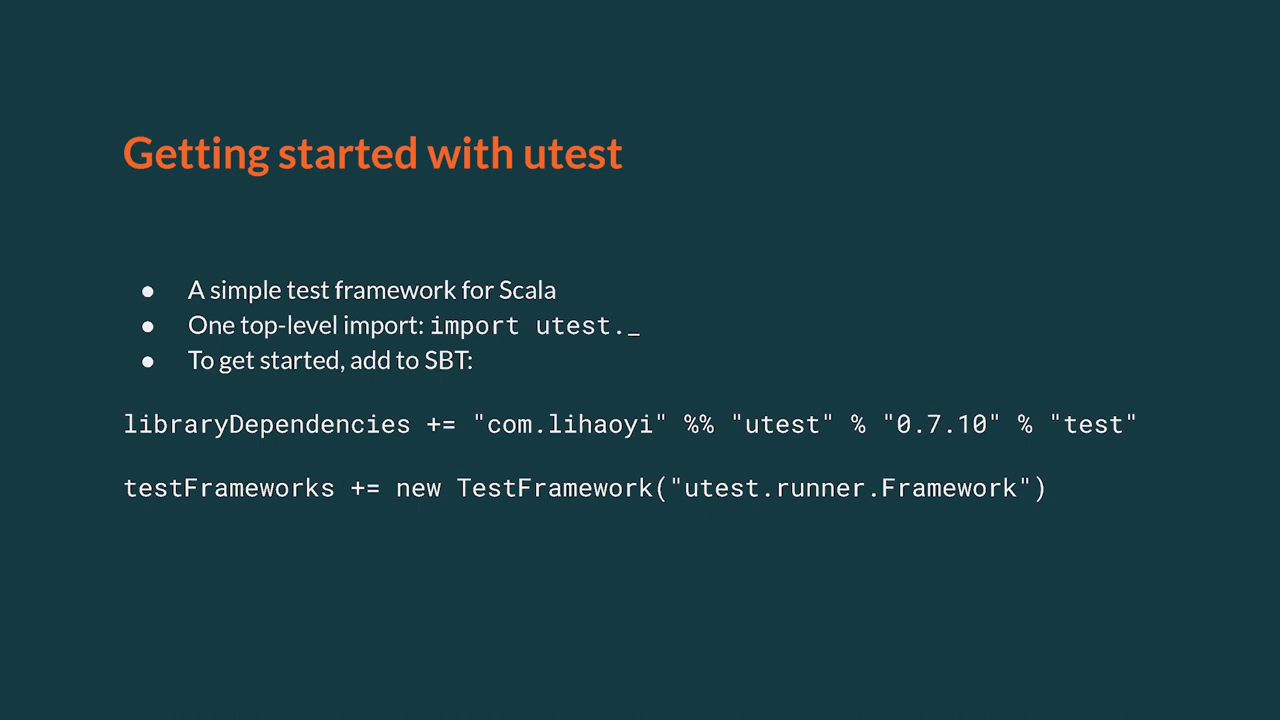 Getting started with utest
● A simple test framework for Scala
● One top-level import: import utest._
● To get started, add to SBT:
libraryDependencies += "com.lihaoyi" %% "utest" % "0.7.10" % "test"
testFrameworks += new TestFramework("utest.runner.Framework")